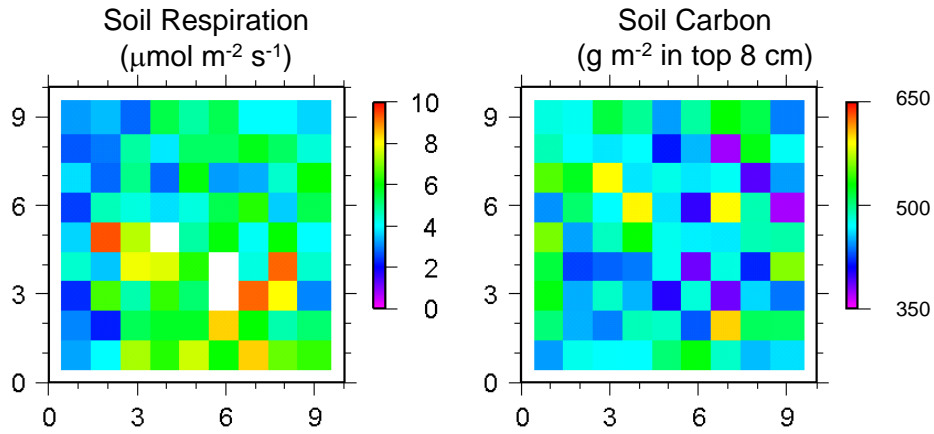 Soil Respiration
(μmol m-2 s-1)
Soil Carbon
(g m-2 in top 8 cm)
9
6
3
0
0 3 6 9
10
8
6
4
2
0
9
6
3
0
0 3 6 9
650
500
350